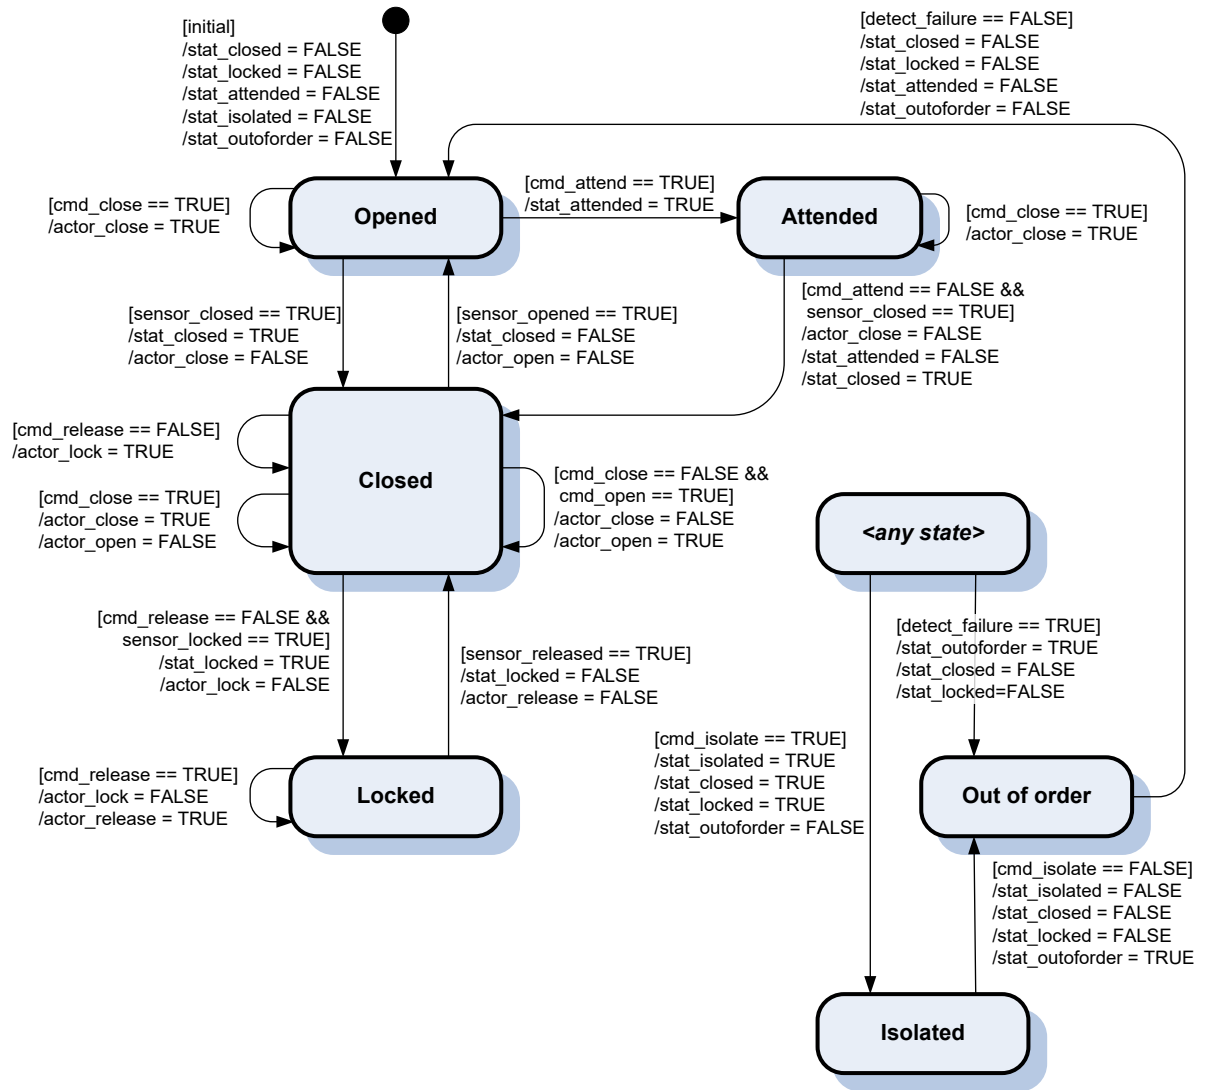 [initial]
/stat_closed = FALSE
/stat_locked = FALSE
/stat_attended = FALSE
/stat_isolated = FALSE
/stat_outoforder = FALSE
[detect_failure == FALSE]
/stat_closed = FALSE
/stat_locked = FALSE
/stat_attended = FALSE
/stat_outoforder = FALSE
[cmd_close == TRUE]
/actor_close = TRUE
Opened
[cmd_attend == TRUE]
/stat_attended = TRUE
Attended
[cmd_close == TRUE]
/actor_close = TRUE
[sensor_closed == TRUE]
/stat_closed = TRUE
/actor_close = FALSE
[sensor_opened == TRUE]
/stat_closed = FALSE
/actor_open = FALSE
[cmd_attend == FALSE &&
sensor_closed == TRUE]
/actor_close = FALSE
/stat_attended = FALSE
/stat_closed = TRUE
[cmd_release == FALSE]
/actor_lock = TRUE
[cmd_close == TRUE]
/actor_close = TRUE
/actor_open = FALSE
Closed
[cmd_close == FALSE &&
cmd_open == TRUE]
/actor_close = FALSE
/actor_open = TRUE
<any state>
[cmd_release == FALSE &&
sensor_locked == TRUE]
/stat_locked = TRUE
/actor_lock = FALSE
[sensor_released == TRUE]
/stat_locked = FALSE
/actor_release = FALSE
[detect_failure == TRUE]
/stat_outoforder = TRUE
/stat_closed = FALSE
/stat_locked=FALSE
[cmd_isolate == TRUE]
/stat_isolated = TRUE
/stat_closed = TRUE
/stat_locked = TRUE
/stat_outoforder = FALSE
[cmd_release == TRUE]
/actor_lock = FALSE
/actor_release = TRUE
Locked
Out of order
[cmd_isolate == FALSE]
/stat_isolated = FALSE
/stat_closed = FALSE
/stat_locked = FALSE
/stat_outoforder = TRUE
Isolated